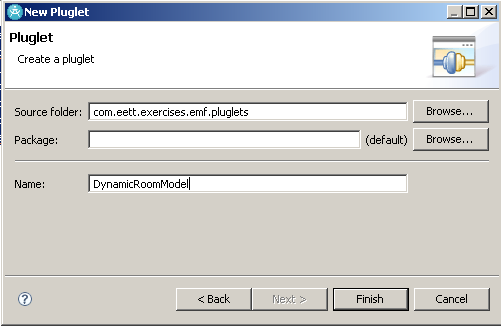 New Pluglet
Pluglet
Create a pluglet
Source folder: com.eett.exercises.emf.pluglets Browse...
Package: (default) Browse...
Name: DynamicRoomModel
? < Back Next > Finish Cancel